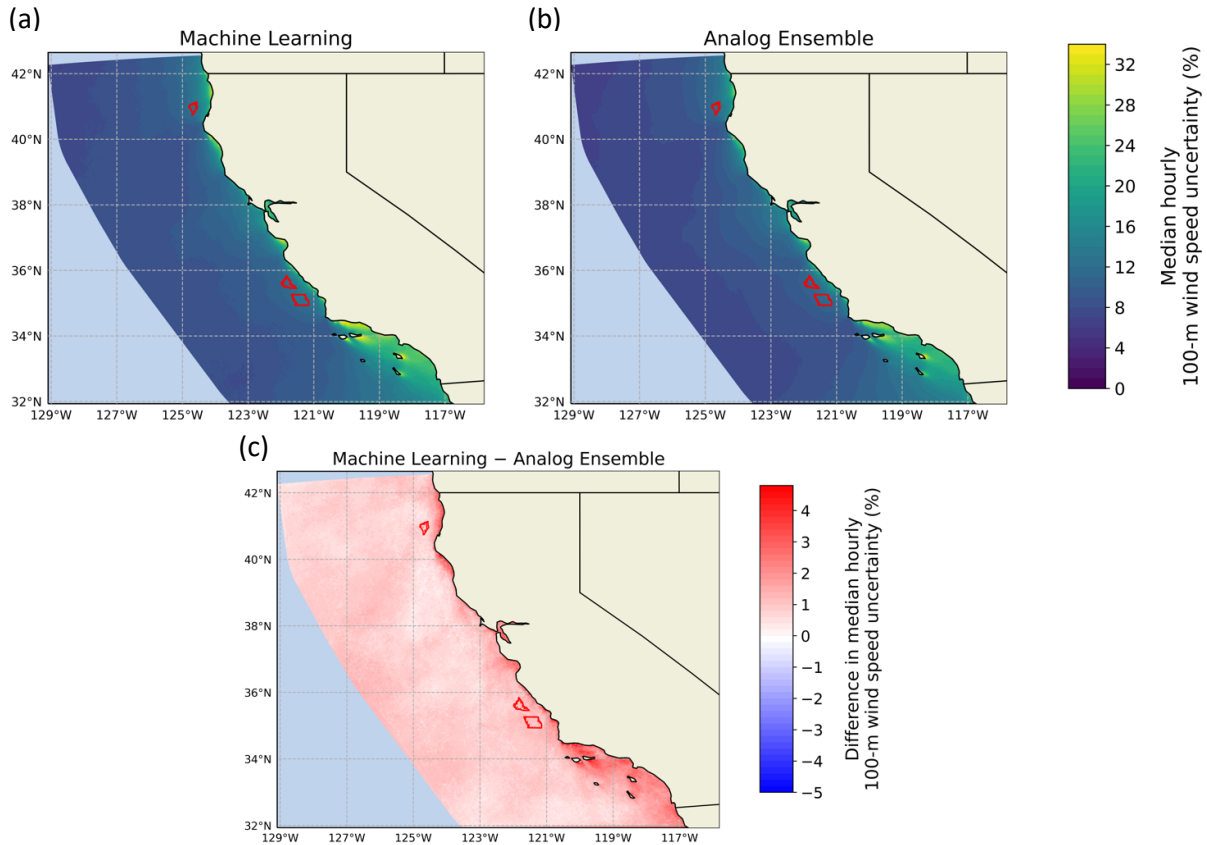 (a)
Machine Learning
42°N
40°N
38°N
36°N
34°N
32°N
129°W 127°W 125°W 123°W 121°W 119°W 117°W
(b)
Analog Ensemble
42°N
40°N
38°N
36°N
34°N
32°N
129°W 127°W 125°W 123°W 121°W 119°W 117°W
32
28
24
20
16
12
8
4
0
Median hourly
100-m wind speed uncertainty (%)
(c)
Machine Learning − Analog Ensemble
42°N
40°N
38°N
36°N
34°N
32°N
129°W 127°W 125°W 123°W 121°W 119°W 117°W
4
3
2
1
0
−1
−2
−3
−4
−5
Difference in median hourly
100-m wind speed uncertainty (%)